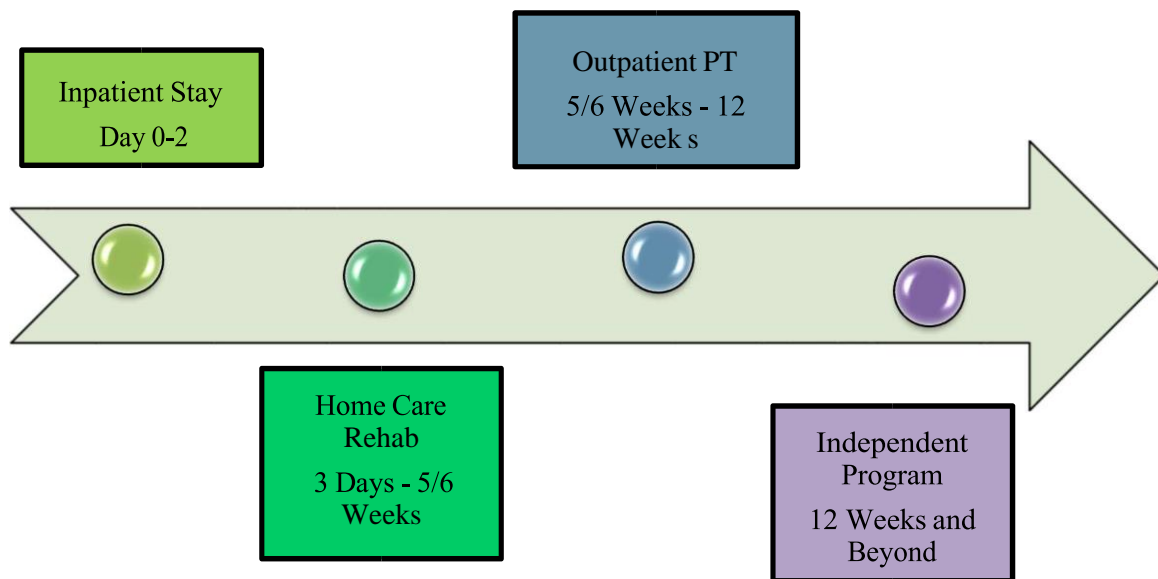 Inpatient Stay
Day 0-2
Home Care
Rehab
3 Days - 5/6
Weeks
Outpatient PT
5/6 Weeks - 12
Week s
Independent
Program
12 Weeks and
Beyond